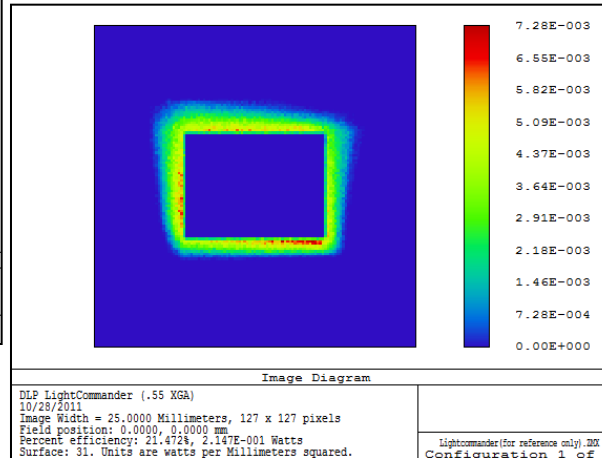 7.28E-003
6.55E-003
5.82E-003
5.09E-003
4.37E-003
3.64E-003
2.91E-003
2.18E-003
1.46E-003
7.28E-004
0.00E+000
Image Diagram
DLP LightCommander (.55 XGA)
10/28/2011
Image Width = 25.0000 Millimeters, 127 x 127 pixels
Field position: 0.0000, 0.0000 mm
Percent efficiency: 21.472%, 2.147E-001 Watts
Surface: 31. Units are watts per Millimeters squared.
Lightcommander(for reference only).ZMX
Configuration 1 of